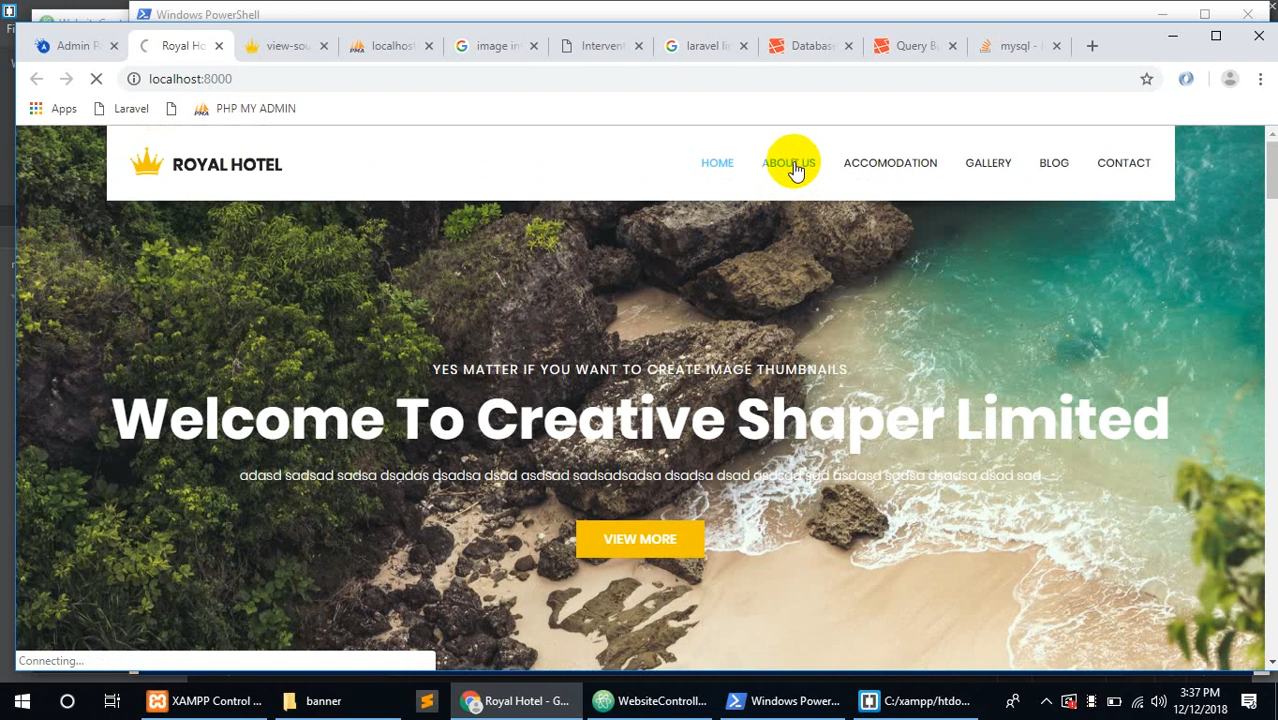 Windows PowerShell
Admin P
Royal Ho
view-sou
localhost
image in
Intervent
laravel li
Database
Query B
mysql -
localhost:8000
Apps
Laravel
PHP MY ADMIN
ROYAL HOTEL
HOME
ABOUT US
ACCOMODATION
GALLERY
BLOG
CONTACT
YES MATTER IF YOU WANT TO CREATE IMAGE THUMBNAILS
Welcome To Creative Shaper Limited
adasd sadsad sadsa dsadas dsadsa dsad asdsad sadsadsadsa dsadsa dsad asdsad sad asdasd sadsa dsadsa dsad sad
VIEW MORE
Connecting...
XAMPP Control ...
banner
Royal Hotel - G...
WebsiteControll...
Windows Power...
C:/xampp/htdo...
3:37 PM
12/12/2018